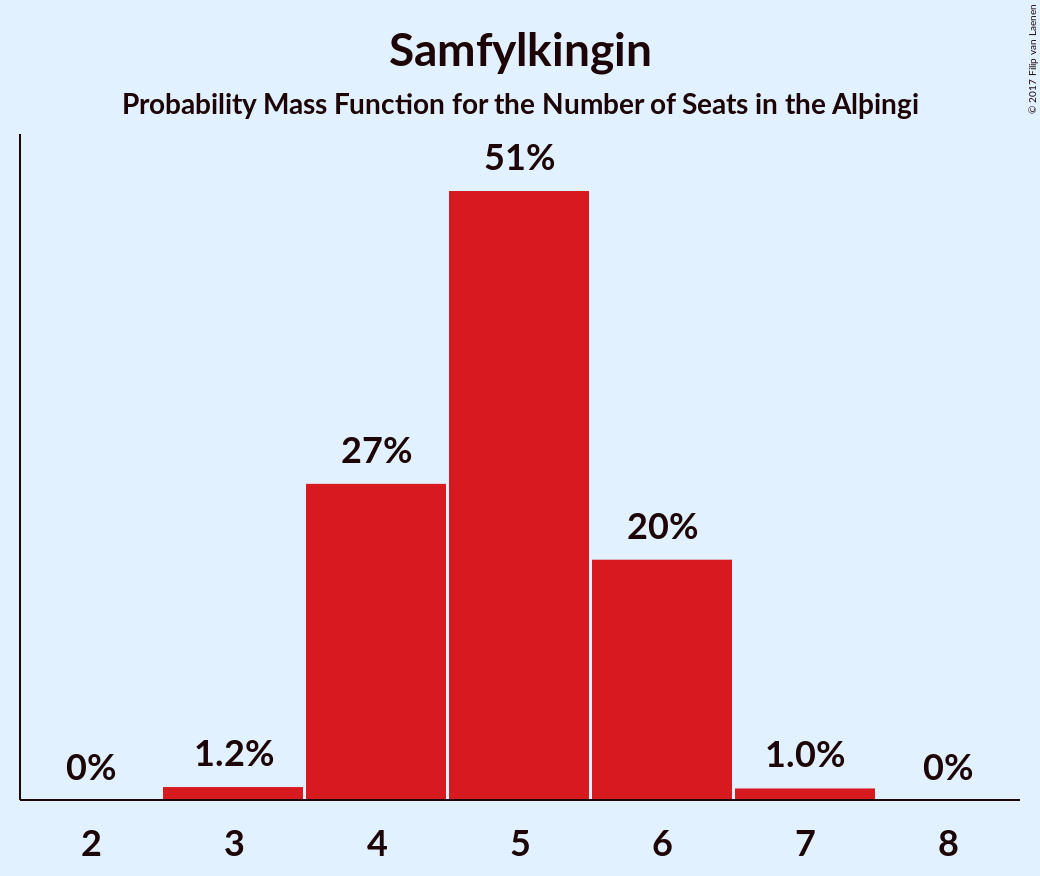 Samfylkingin
Probability Mass Function for the Number of Seats in the Alþingi
© 2017 Filip van Laenen
51%
27%
20%
1.2%
1.0%
0%
0%
2 3 4 5 6 7 8